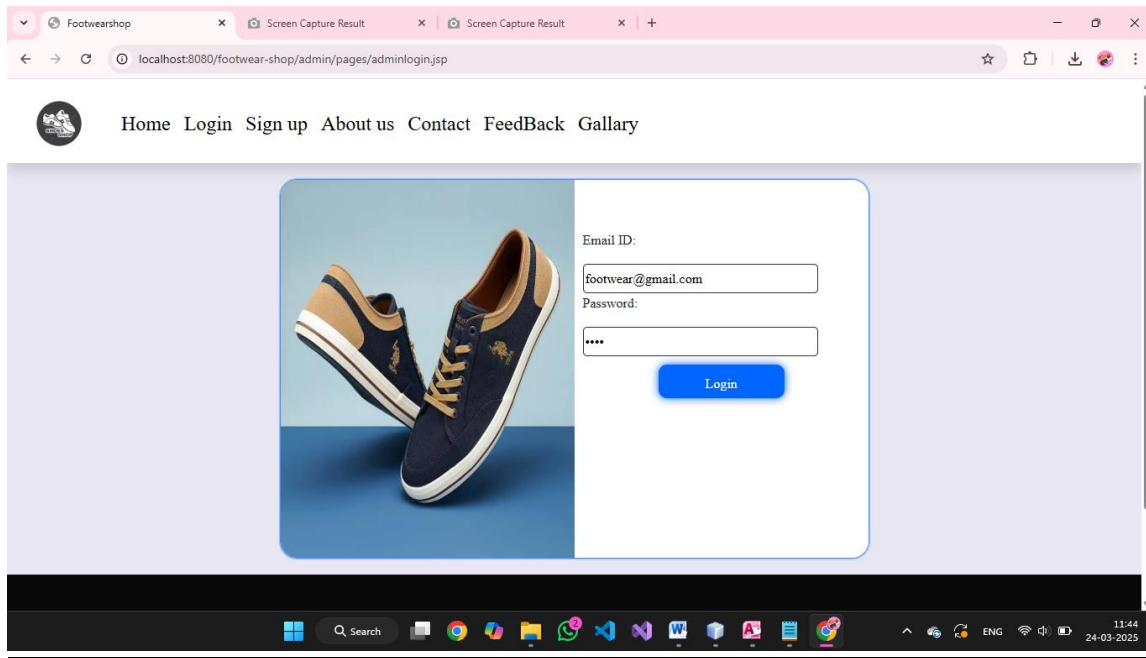 Footwearshop
Screen Capture Result
Screen Capture Result
localhost:8080/footwear-shop/admin/pages/adminlogin.jsp
Home Login Sign up About us Contact FeedBack Gallary
Email ID:
footwear@gmail.com
Password:
••••
Login
Search
2
ENG
11:44
24-03-2025